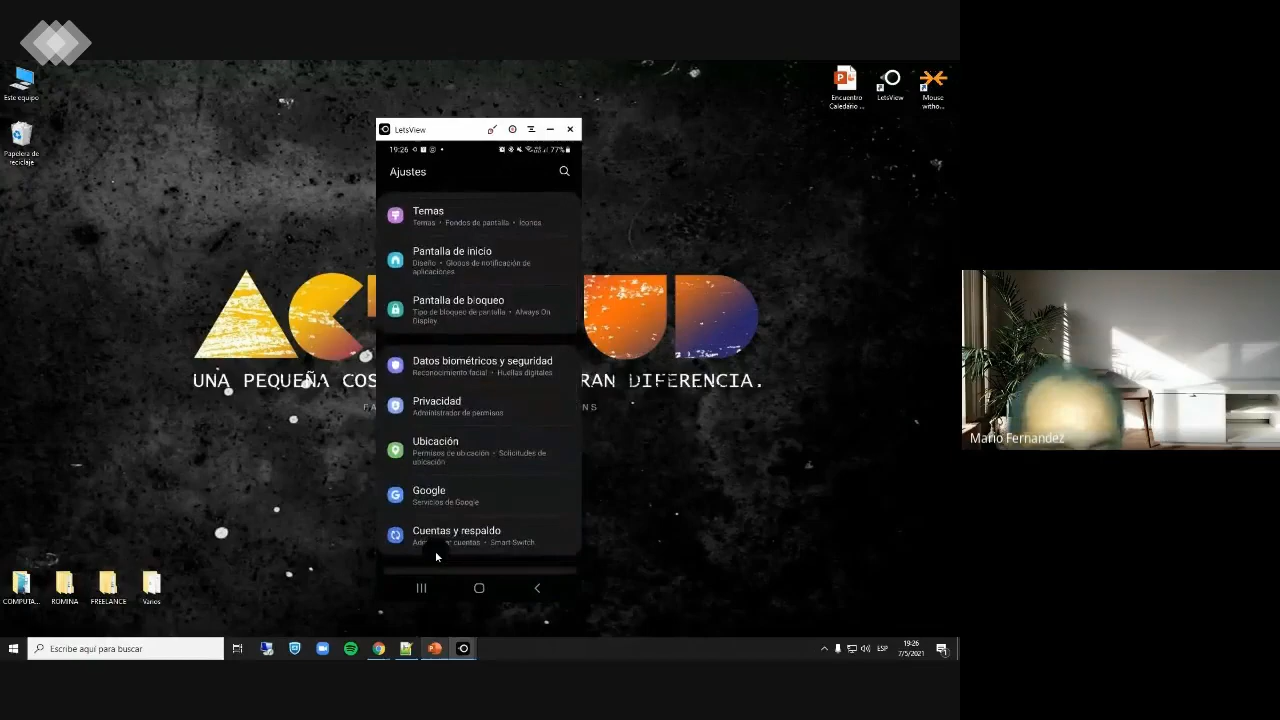 Este equipo
Papelera de
reciclaje
Encuentro
Caledario ...
LetsView
Mouse
witho...
LetsView
19:26
77%
Ajustes
Temas
Temas • Fondos de pantalla • Iconos
Pantalla de inicio
Diseño • Globos de notificación de
aplicaciones
Pantalla de bloqueo
Tipo de bloqueo de pantalla • Always On
Display
Datos biométricos y seguridad
Reconocimiento facial • Huellas digitales
Privacidad
Administrador de permisos
Ubicación
Permisos de ubicación • Solicitudes de
ubicación
Google
Servicios de Google
Cuentas y respaldo
cuentas • Smart Switch
UNA PEQUEÑA COS
RAN DIFERENCIA.
NS
Mario Fernandez
COMPUTA...
ROMINA
FREELANCE
Varios
Escribe aquí para buscar
ESP
19:26
7/5/2021